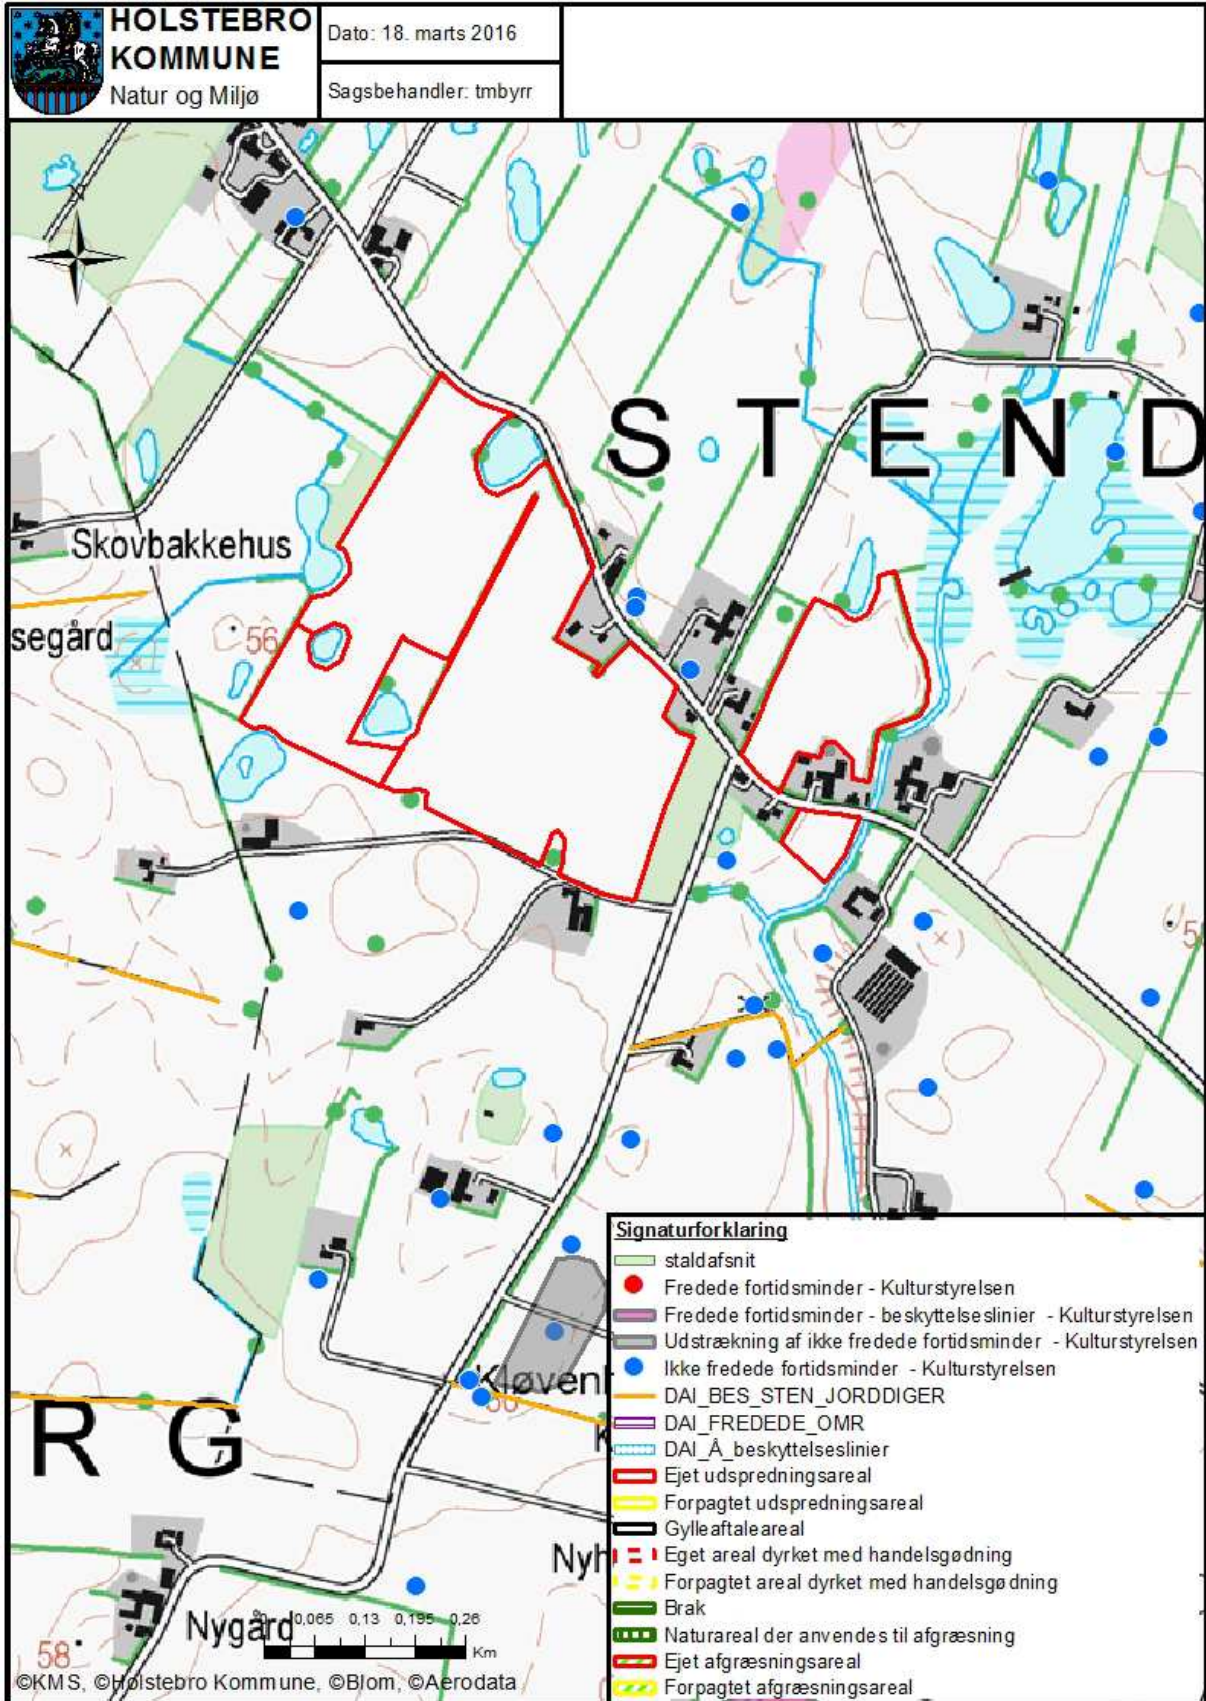 HOLSTEBRO
KOMMUNE
Natur og Miljø
Dato: 18. marts 2016
Sagsbehandler: tmbyrr
STEND
Skovbakkehus
segård
56
5
Signaturforklaring
staldafsnit
Fredede fortidsminder - Kulturstyrelsen
Fredede fortidsminder - beskyttelseslinier - Kulturstyrelsen
Udstrækning af ikke fredede fortidsminder - Kulturstyrelsen
Ikke fredede fortidsminder - Kulturstyrelsen
DAI_BES_STEN_JORDDIGER
DAI_FREDEDE_OMR
DAI_Å_beskyttelseslinier
Ejet udspredningsareal
Forpagtet udspredningsareal
Gylleaftaleareal
Eget areal dyrket med handelsgødning
Forpagtet areal dyrket med handelsgødning
Brak
Naturareal der anvendes til afgræsning
Ejet afgræsningsareal
Forpagtet afgræsningsareal
Kløven
K
RG
Nyh
Nygård
0,065 0,13 0,195 0,26
Km
58
©KMS, ©Holstebro Kommune, ©Blom, ©Aerodata